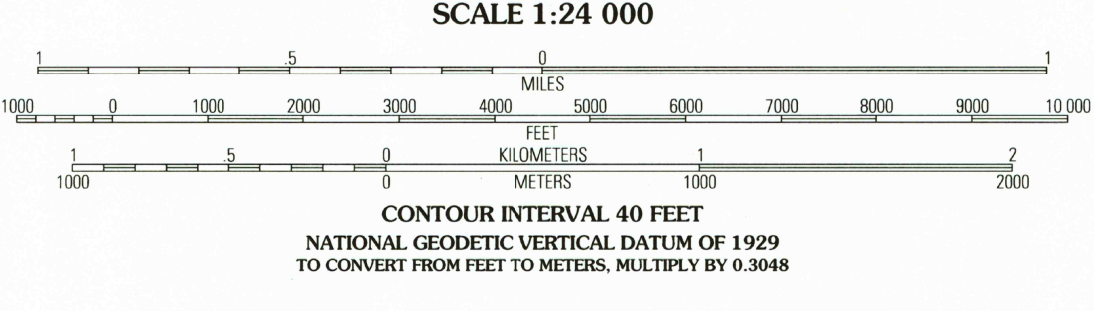 SCALE 1:24 000
1 .5 0 1
MILES
1000 0 1000 2000 3000 4000 5000 6000 7000 8000 9000 10 000
FEET
1 .5 0 KILOMETERS 1 2
1000 0 METERS 1000 2000
CONTOUR INTERVAL 40 FEET
NATIONAL GEODETIC VERTICAL DATUM OF 1929
TO CONVERT FROM FEET TO METERS, MULTIPLY BY 0.3048